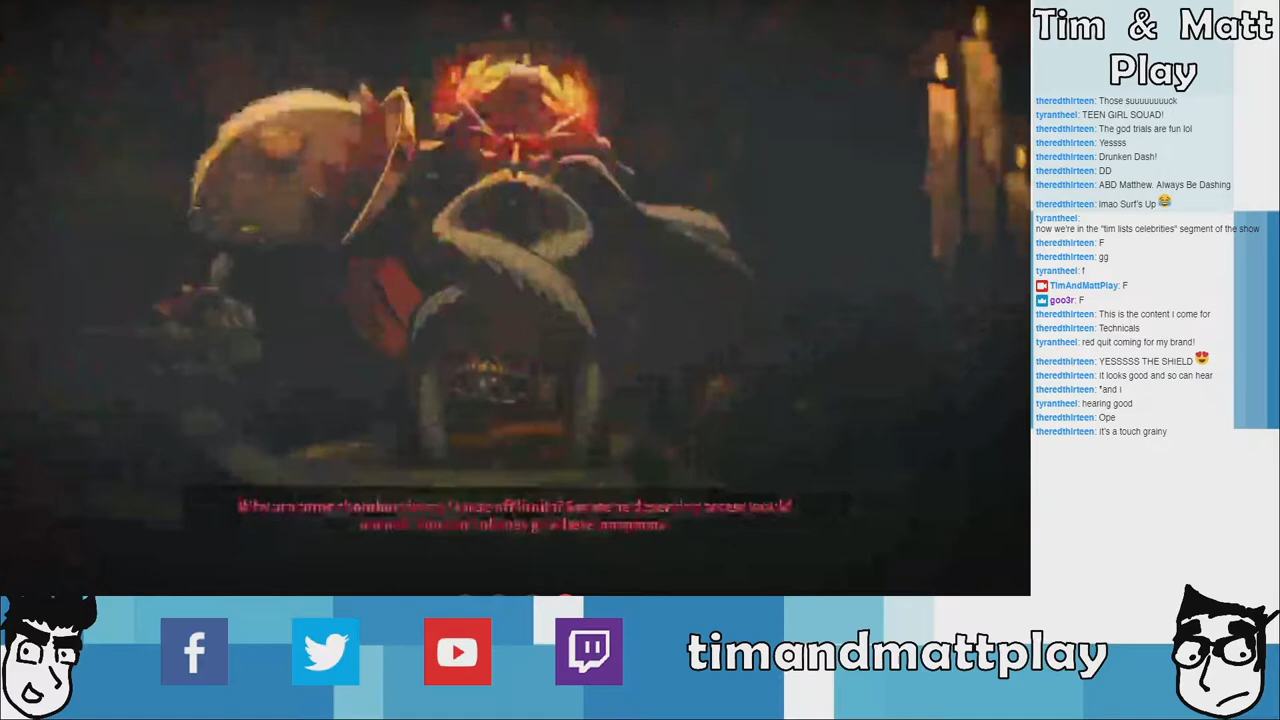 Tim & Matt
Play
theredthirteen: Those suuuuuuuuck
tyrantheel: TEEN GIRL SQUAD!
theredthirteen: The god trials are fun lol
theredthirteen: Yessss
theredthirteen: Drunken Dash!
theredthirteen: DD
theredthirteen: ABD Matthew. Always Be Dashing
theredthirteen: lmao Surf's Up 😂
tyrantheel:
now we're in the "tim lists celebrities" segment of the show
theredthirteen: F
theredthirteen: gg
tyrantheel: f
TimAndMattPlay: F
goo3r: F
theredthirteen: This is the content I come for
theredthirteen: Technicals
tyrantheel: red quit coming for my brand!
theredthirteen: YESSSSS THE SHIELD 😍
theredthirteen: it looks good and so can hear
theredthirteen: *and i
tyrantheel: hearing good
theredthirteen: Ope
theredthirteen: it's a touch grainy
timandmattplay